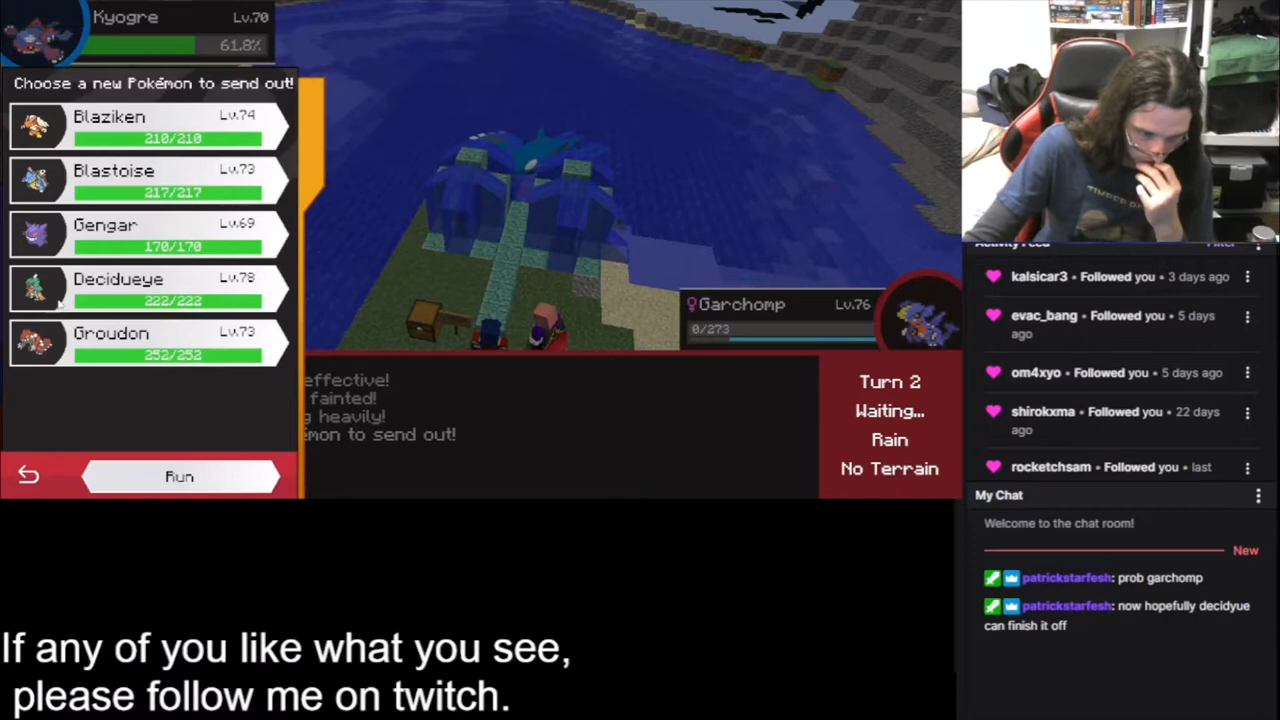 Kyogre Lv.70
61.8%
Choose a new Pokémon to send out!
Blaziken Lv.74
210/210
Blastoise Lv.73
217/217
Gengar Lv.69
170/170
Decidueye Lv.78
222/222
Groudon Lv.73
252/252
Run
♀Garchomp Lv.76
0/273
effective!
fainted!
g heavily!
émon to send out!
Turn 2
Waiting...
Rain
No Terrain
Activity Feed Filter
kalsicar3 • Followed you • 3 days ago
evac_bang • Followed you • 5 days
ago
om4xyo • Followed you • 5 days ago
shirokxma • Followed you • 22 days
ago
rocketchsam • Followed you • last
My Chat
Welcome to the chat room!
New
patrickstarfesh: prob garchomp
patrickstarfesh: now hopefully decidyue
can finish it off
If any of you like what you see,
please follow me on twitch.